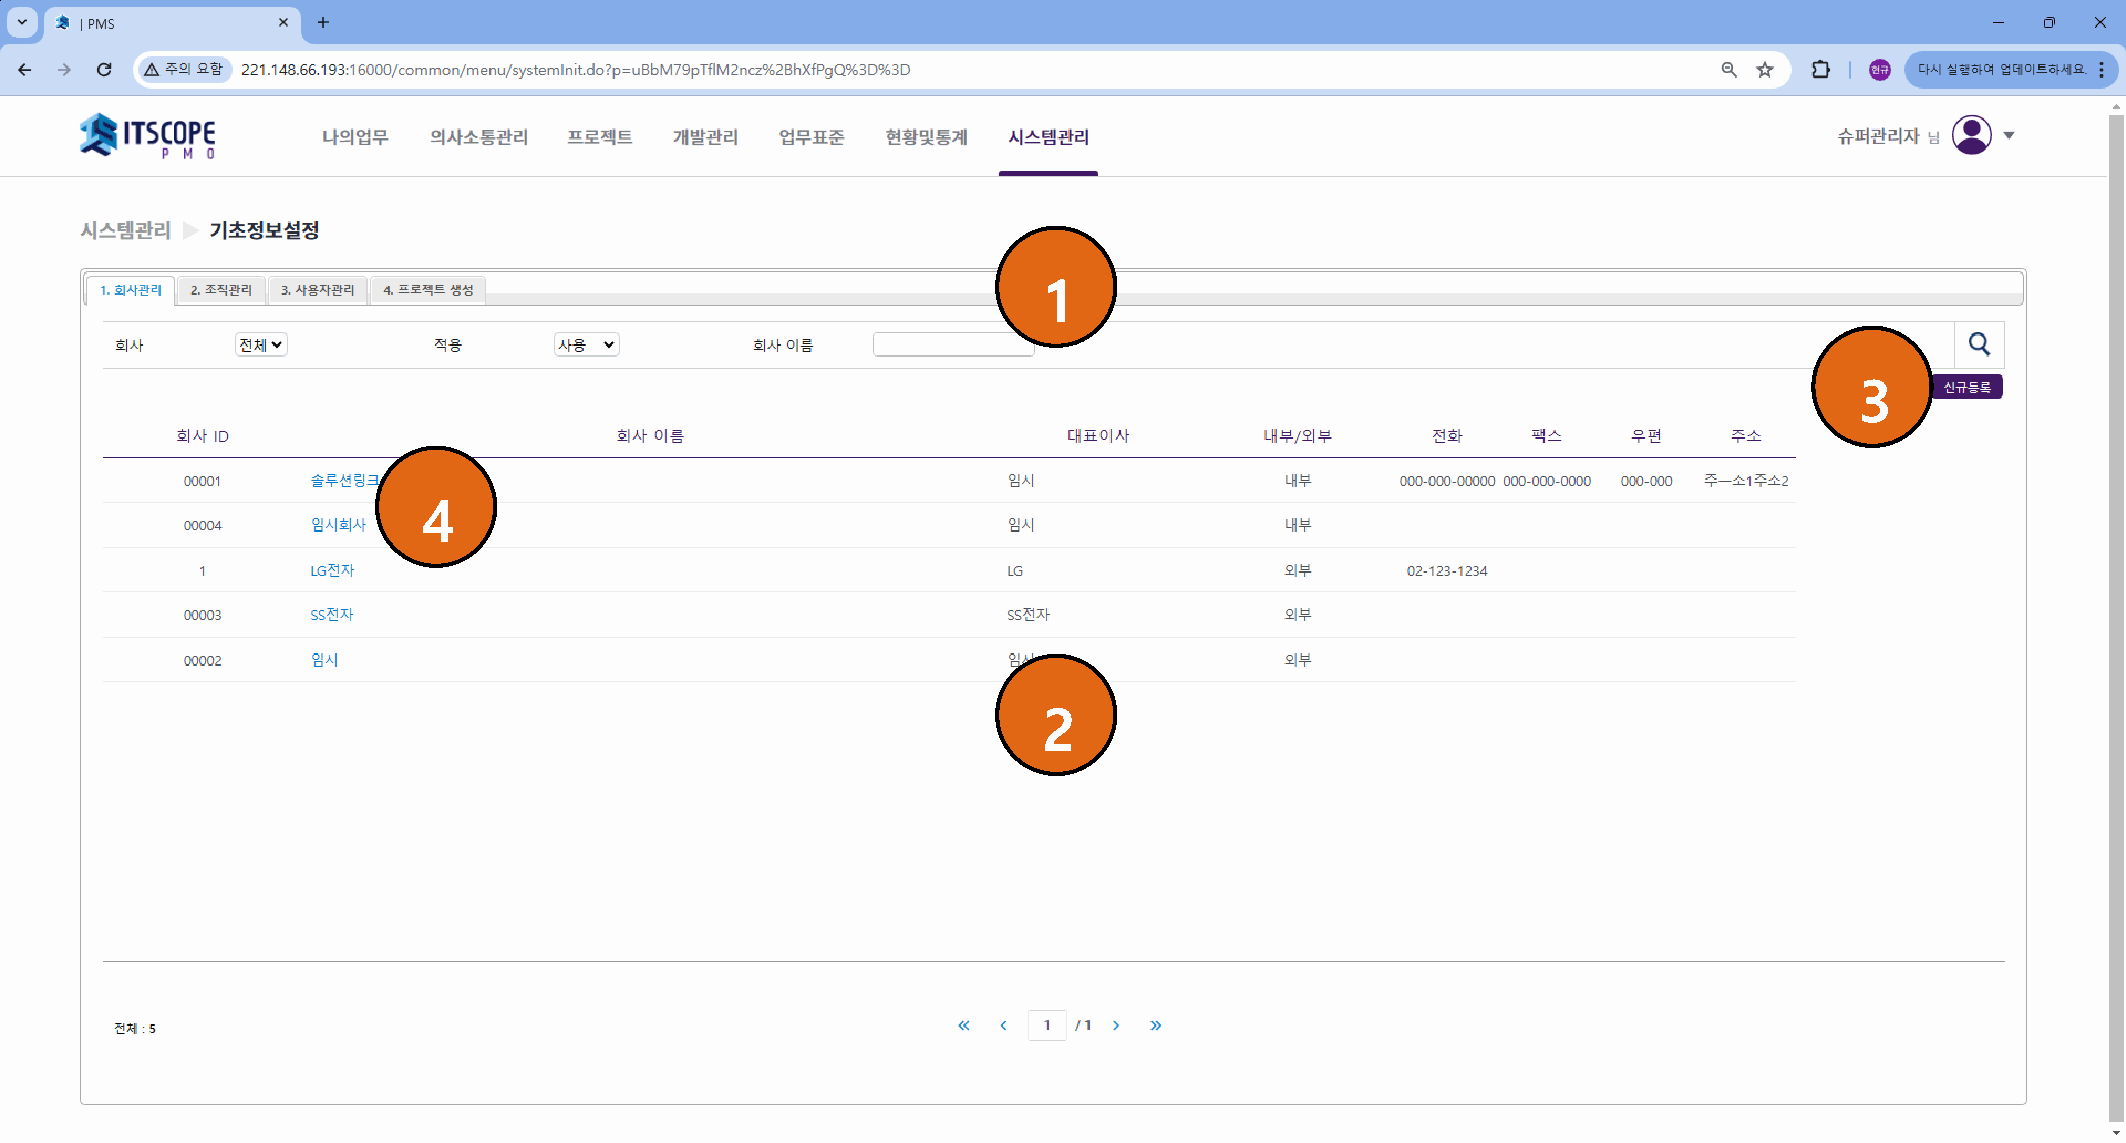 | PMS
주의 요함 221.148.66.193:16000/common/menu/systemInit.do?p=uBbM79pTflM2ncz%2BhXfPgQ%3D%3D 현규 다시 실행하여 업데이트하세요.
ITSCOPE
PMO
나의업무 의사소통관리 프로젝트 개발관리 업무표준 현황및통계 시스템관리 슈퍼관리자 님
시스템관리 기초정보설정
1. 회사관리 2. 조직관리 3. 사용자관리 4. 프로젝트 생성
1
회사 전체 적용 사용 회사 이름
3 신규등록
회사 ID 회사 이름 대표이사 내부/외부 전화 팩스 우편 주소
00001 솔루션링크 임시 내부 000-000-00000 000-000-0000 000-000 주—소1주소2
4
00004 임시회사 임시 내부
1 LG전자 LG 외부 02-123-1234
00003 SS전자 SS전자 외부
00002 임시 임시 외부
2
전체 : 5 « ‹ 1 / 1 › »